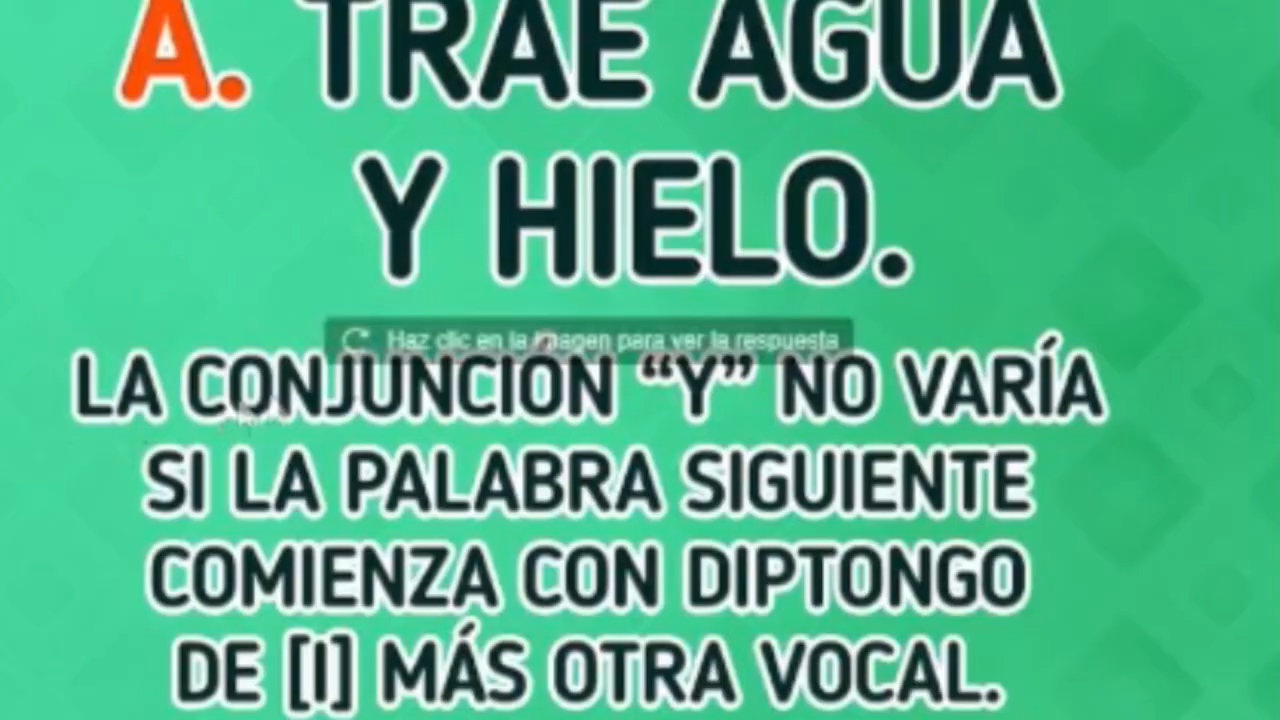 A. TRAE AGUA
Y HIELO.
Haz clic en la imagen para ver la respuesta
LA CONJUNCIÓN “Y” NO VARÍA
SI LA PALABRA SIGUIENTE
COMIENZA CON DIPTONGO
DE [I] MÁS OTRA VOCAL.